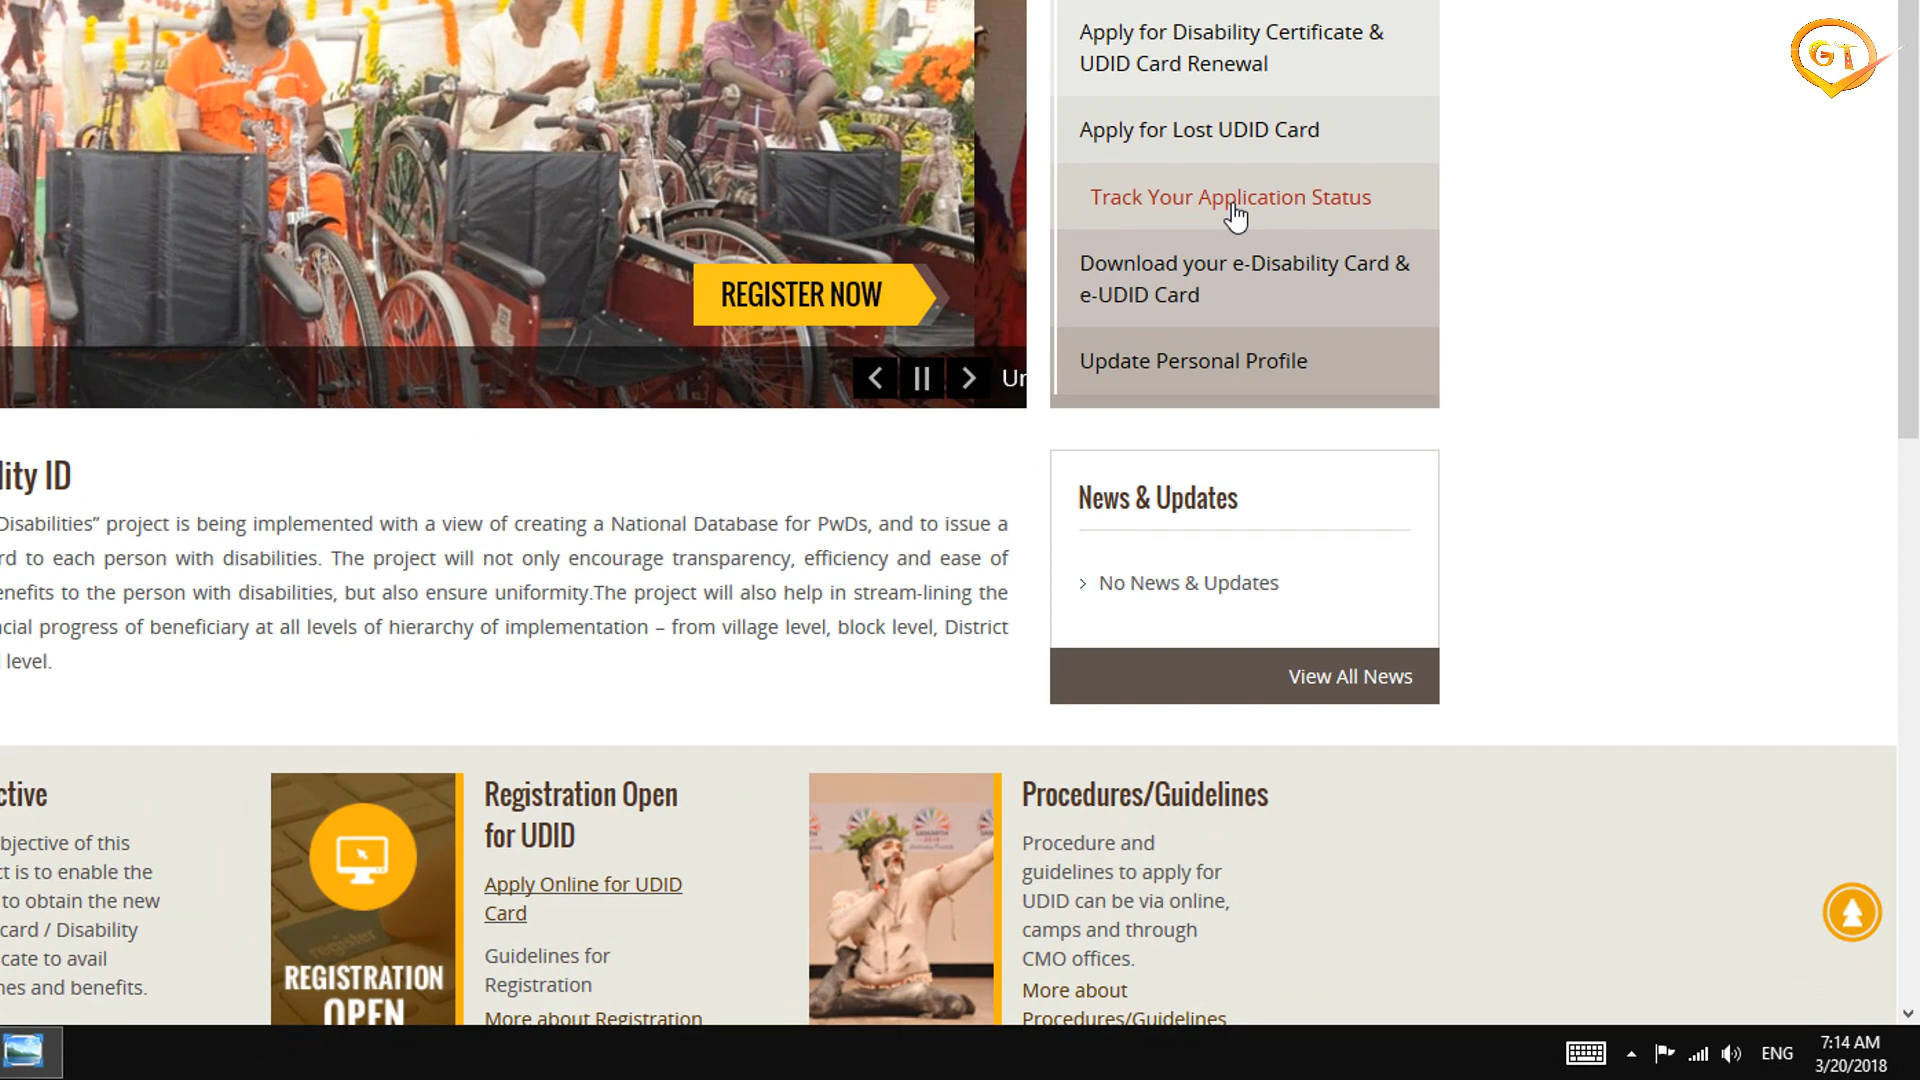 Apply for Disability Certificate &
UDID Card Renewal
GT
Apply for Lost UDID Card
Track Your Application Status
Download your e-Disability Card &
e-UDID Card
Update Personal Profile
REGISTER NOW
Un
lity ID
Disabilities” project is being implemented with a view of creating a National Database for PwDs, and to issue a
rd to each person with disabilities. The project will not only encourage transparency, efficiency and ease of
enefits to the person with disabilities, but also ensure uniformity.The project will also help in stream-lining the
cial progress of beneficiary at all levels of hierarchy of implementation – from village level, block level, District
level.
News & Updates
No News & Updates
View All News
ctive
bjective of this
ct is to enable the
to obtain the new
card / Disability
cate to avail
nes and benefits.
register
REGISTRATION
OPEN
Registration Open
for UDID
Apply Online for UDID
Card
Guidelines for
Registration
More about Registration
Procedures/Guidelines
Procedure and
guidelines to apply for
UDID can be via online,
camps and through
CMO offices.
More about
Procedures/Guidelines
ENG
7:14 AM
3/20/2018